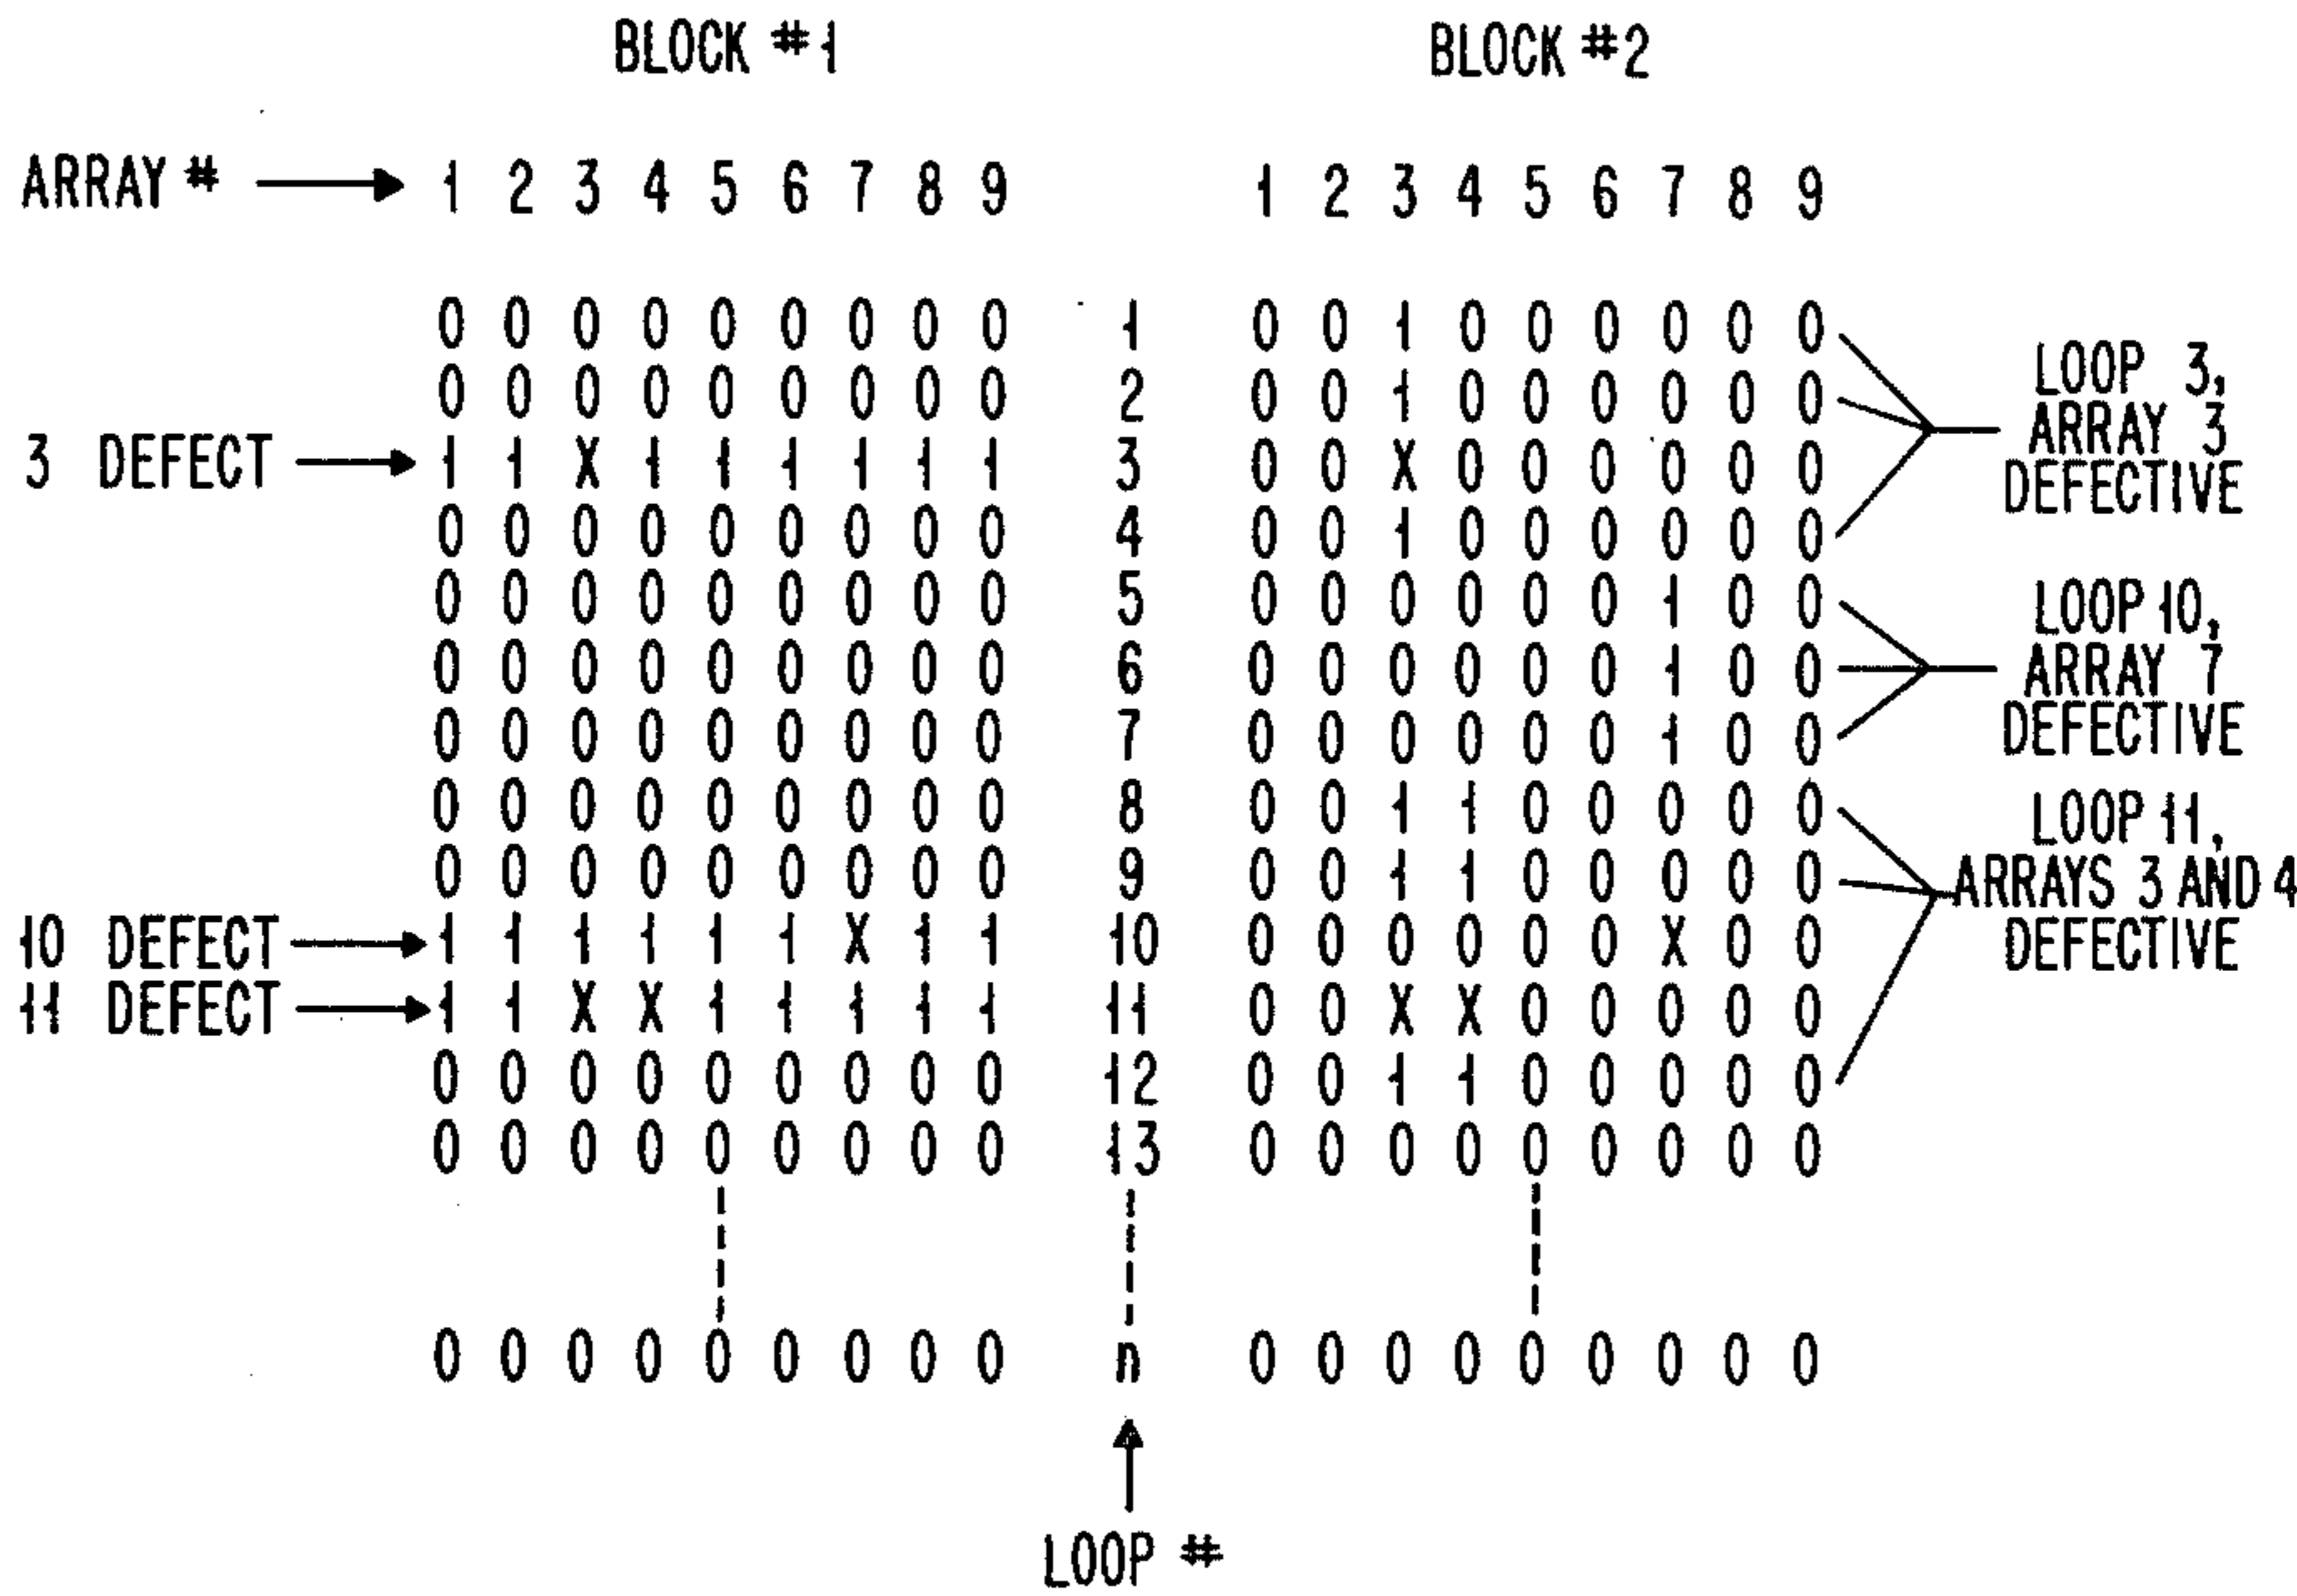 BLOCK #1 BLOCK #2
ARRAY # 1 2 3 4 5 6 7 8 9 1 2 3 4 5 6 7 8 9
0 0 0 0 0 0 0 0 0 1 0 0 1 0 0 0 0 0 0
0 0 0 0 0 0 0 0 0 2 0 0 1 0 0 0 0 0 0
3 DEFECT 1 1 X 1 1 1 1 1 1 3 0 0 X 0 0 0 0 0 0
0 0 0 0 0 0 0 0 0 4 0 0 1 0 0 0 0 0 0
LOOP 3,
ARRAY 3
DEFECTIVE
0 0 0 0 0 0 0 0 0 5 0 0 0 0 0 0 1 0 0
0 0 0 0 0 0 0 0 0 6 0 0 0 0 0 0 1 0 0
0 0 0 0 0 0 0 0 0 7 0 0 0 0 0 0 1 0 0
LOOP 10,
ARRAY 7
DEFECTIVE
0 0 0 0 0 0 0 0 0 8 0 0 1 1 0 0 0 0 0
0 0 0 0 0 0 0 0 0 9 0 0 1 1 0 0 0 0 0
10 DEFECT 1 1 1 1 1 1 X 1 1 10 0 0 0 0 0 0 X 0 0
11 DEFECT 1 1 X X 1 1 1 1 1 11 0 0 X X 0 0 0 0 0
0 0 0 0 0 0 0 0 0 12 0 0 1 1 0 0 0 0 0
LOOP 11,
ARRAYS 3 AND 4
DEFECTIVE
0 0 0 0 0 0 0 0 0 13 0 0 0 0 0 0 0 0 0
0 0 0 0 0 0 0 0 0 n 0 0 0 0 0 0 0 0 0
LOOP #